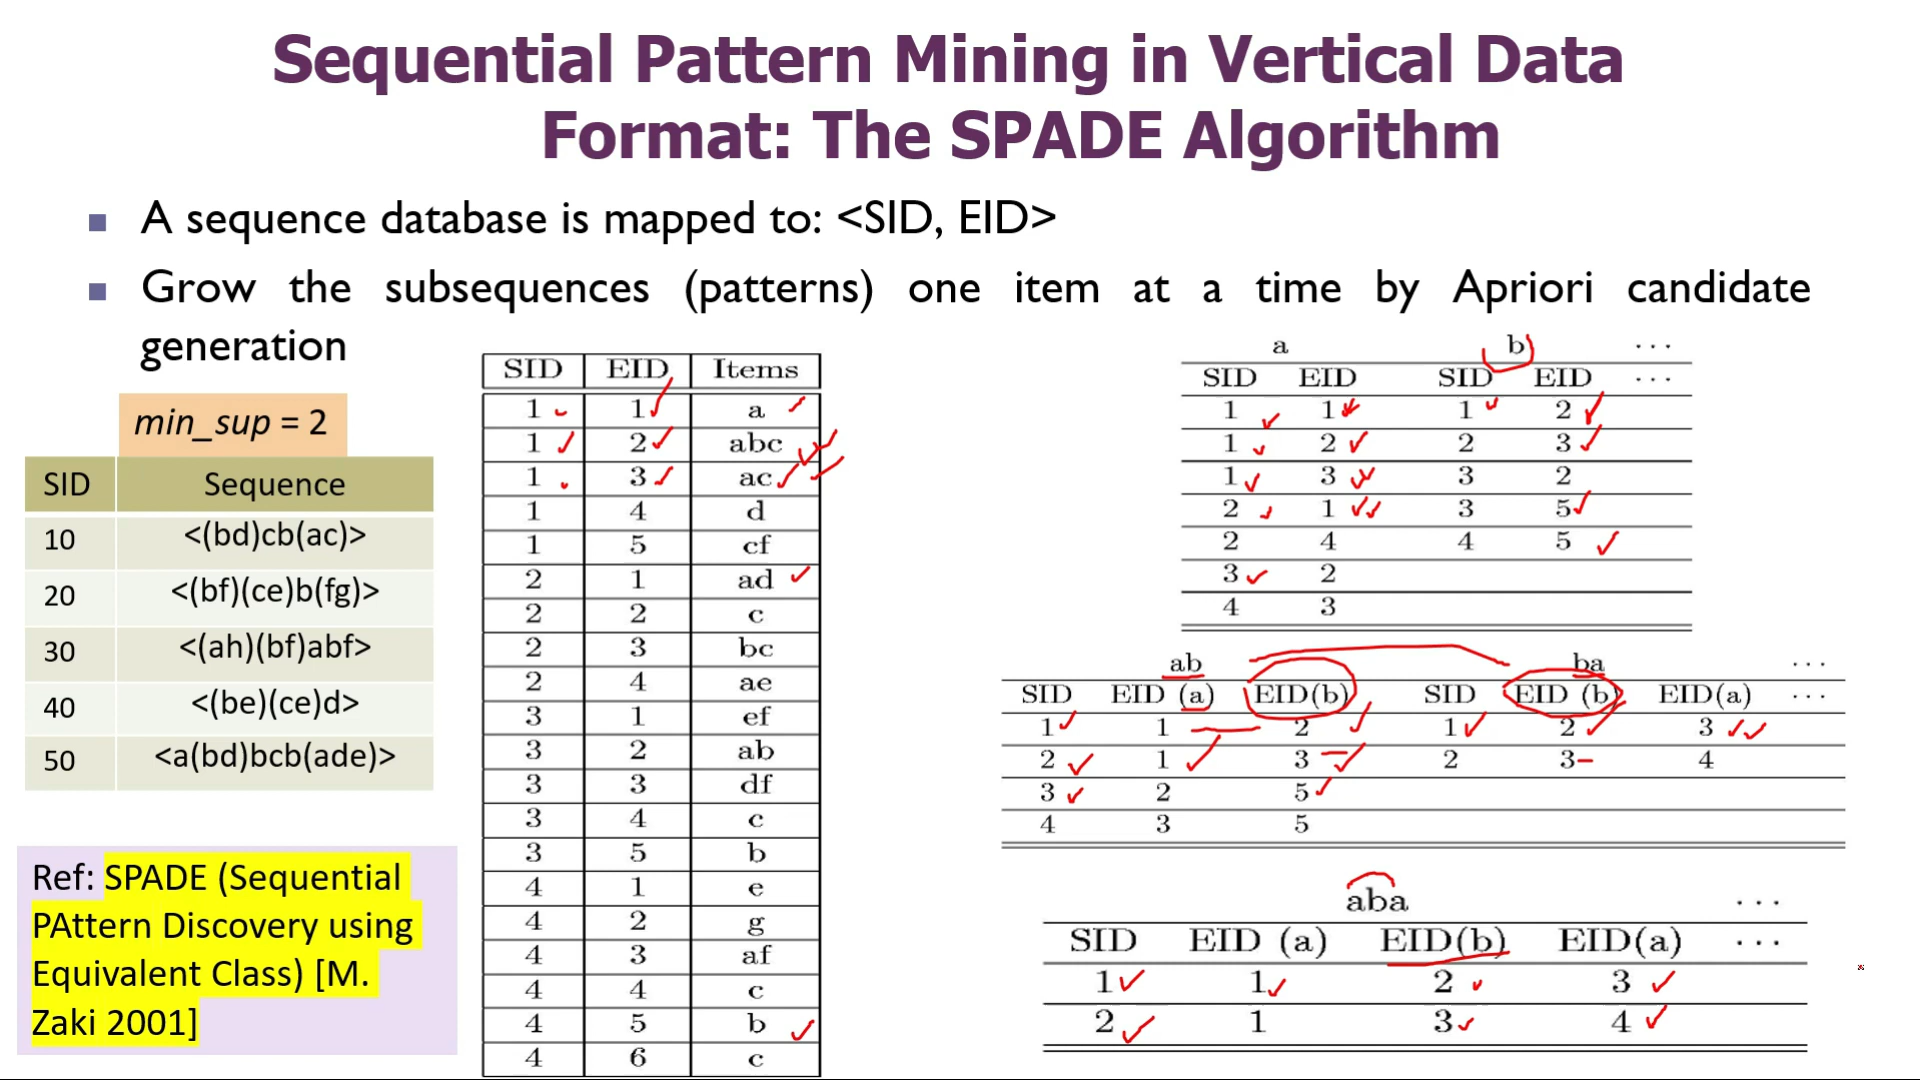 Sequential Pattern Mining in Vertical Data
Format: The SPADE Algorithm
A sequence database is mapped to: <SID, EID>
Grow the subsequences (patterns) one item at a time by Apriori candidate
generation
min_sup = 2
SID Sequence
10 <(bd)cb(ac)>
20 <(bf)(ce)b(fg)>
30 <(ah)(bf)abf>
40 <(be)(ce)d>
50 <a(bd)bcb(ade)>
Ref: SPADE (Sequential
PAttern Discovery using
Equivalent Class) [M.
Zaki 2001]
SID EID Items
1 1 a
1 2 abc
1 3 ac
1 4 d
1 5 cf
2 1 ad
2 2 c
2 3 bc
2 4 ae
3 1 ef
3 2 ab
3 3 df
3 4 c
3 5 b
4 1 e
4 2 g
4 3 af
4 4 c
4 5 b
4 6 c
a b ...
SID EID SID EID ...
1 1 1 2
1 2 2 3
1 3 3 2
2 1 3 5
2 4 4 5
3 2
4 3
ab ba ...
SID EID (a) EID(b) SID EID (b) EID(a) ...
1 1 2 1 2 3
2 1 3 2 3 4
3 2 5
4 3 5
aba ...
SID EID (a) EID(b) EID(a) ...
1 1 2 3
2 1 3 4